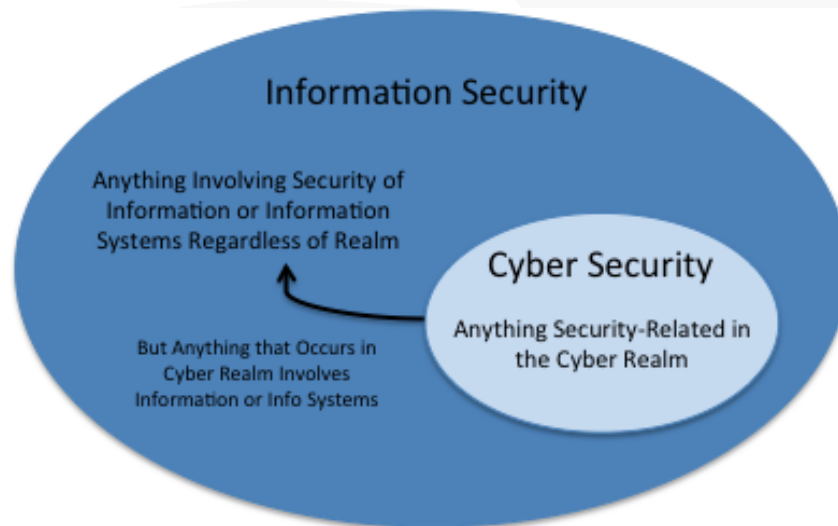 Information Security
Anything Involving Security of
Information or Information
Systems Regardless of Realm
Cyber Security
Anything Security-Related in
the Cyber Realm
But Anything that Occurs in
Cyber Realm Involves
Information or Info Systems